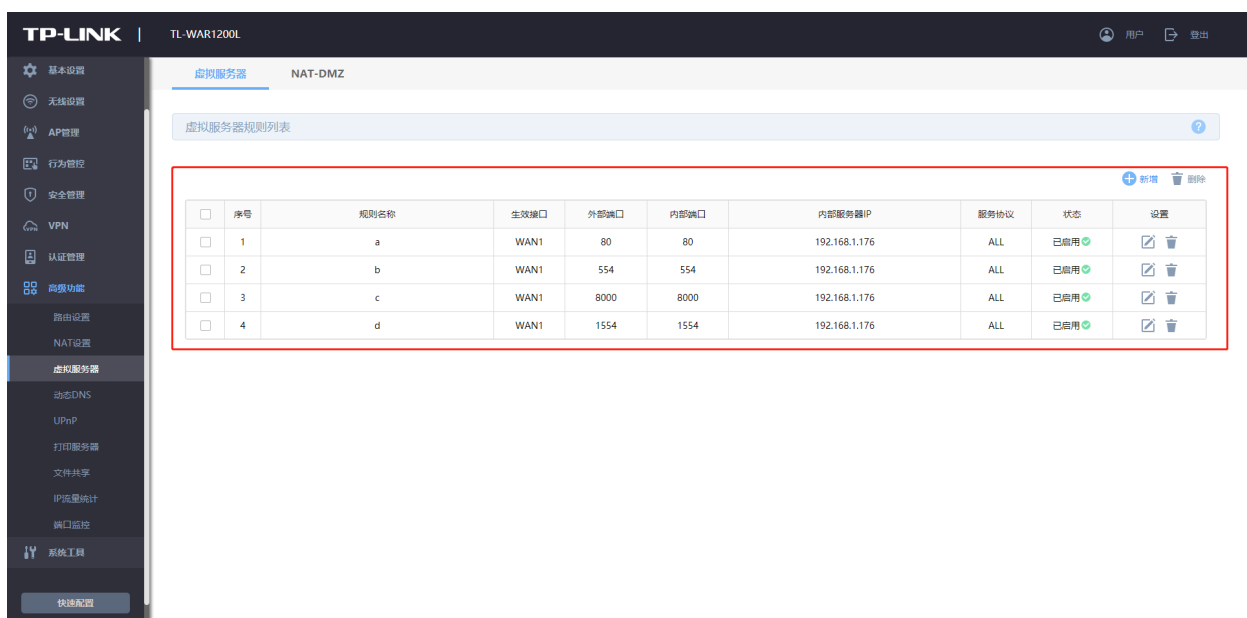 TP-LINK | TL-WAR1200L 用户 登出
基本设置
无线设置
AP管理
行为管控
安全管理
VPN
认证管理
高级功能
路由设置
NAT设置
虚拟服务器
动态DNS
UPnP
打印服务器
文件共享
IP流量统计
端口监控
系统工具
快速配置
虚拟服务器 NAT-DMZ
虚拟服务器规则列表
新增 删除
序号 规则名称 生效接口 外部端口 内部端口 内部服务器IP 服务协议 状态 设置
1 a WAN1 80 80 192.168.1.176 ALL 已启用
2 b WAN1 554 554 192.168.1.176 ALL 已启用
3 c WAN1 8000 8000 192.168.1.176 ALL 已启用
4 d WAN1 1554 1554 192.168.1.176 ALL 已启用